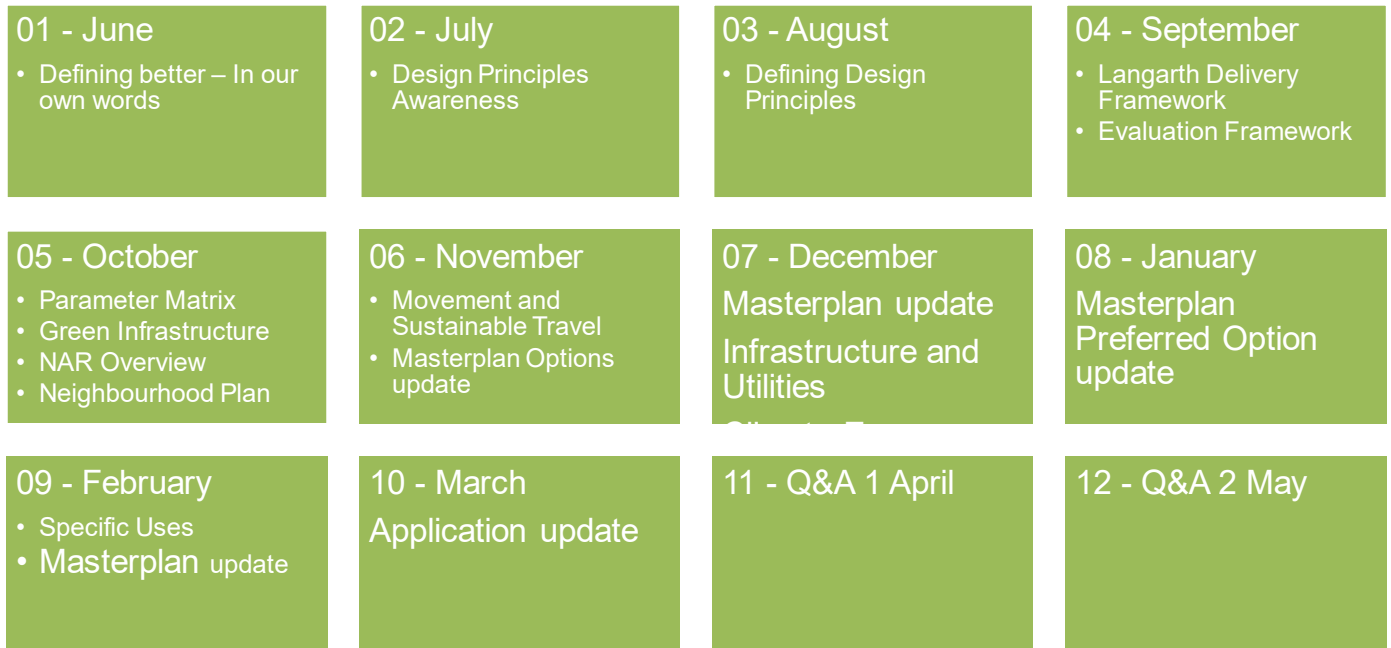 01 - June
• Defining better – In our
own words
02 - July
• Design Principles
Awareness
03 - August
• Defining Design
Principles
04 - September
• Langarth Delivery
Framework
• Evaluation Framework
05 - October
• Parameter Matrix
• Green Infrastructure
• NAR Overview
• Neighbourhood Plan
06 - November
• Movement and
Sustainable Travel
• Masterplan Options
update
07 - December
Masterplan update
Infrastructure and
Utilities
08 - January
Masterplan
Preferred Option
update
09 - February
• Specific Uses
• Masterplan update
10 - March
Application update
11 - Q&A 1 April
12 - Q&A 2 May